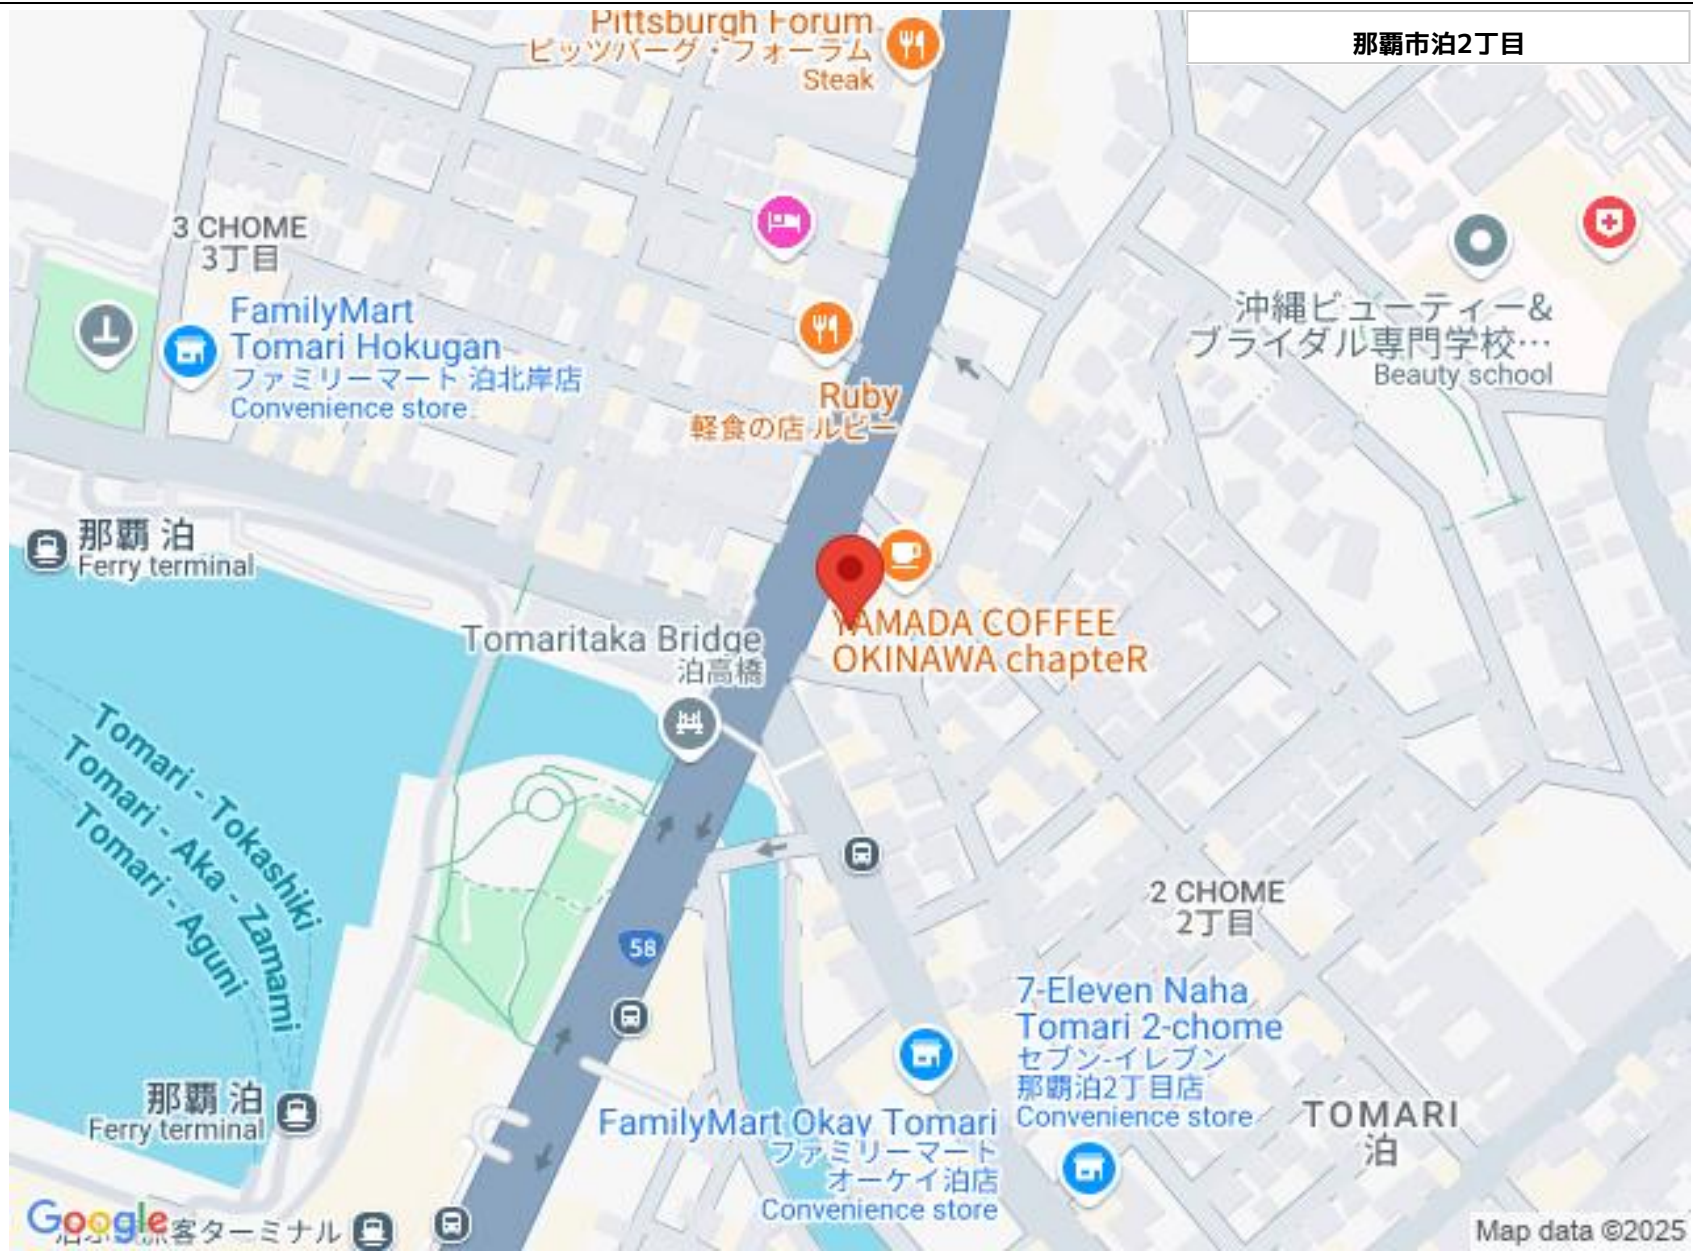 Pittsburgh Forum
ピッツバーグ・フォーラム
Steak
那覇市泊2丁目
3 CHOME
3丁目
FamilyMart
Tomari Hokugan
ファミリーマート 泊北岸店
Convenience store
沖縄ビューティー&
ブライダル専門学校…
Beauty school
Ruby
軽食の店 ルビー
那覇 泊
Ferry terminal
YAMADA COFFEE
OKINAWA chapteR
Tomaritaka Bridge
泊高橋
Tomari - Tokashiki
Tomari - Aka - Zamami
Tomari - Aguni
58
2 CHOME
2丁目
7-Eleven Naha
Tomari 2-chome
セブン-イレブン
那覇泊2丁目店
Convenience store
FamilyMart Okay Tomari
ファミリーマート
オーケイ泊店
Convenience store
TOMARI
泊
那覇 泊
Ferry terminal
Google
客ターミナル
Map data ©2025